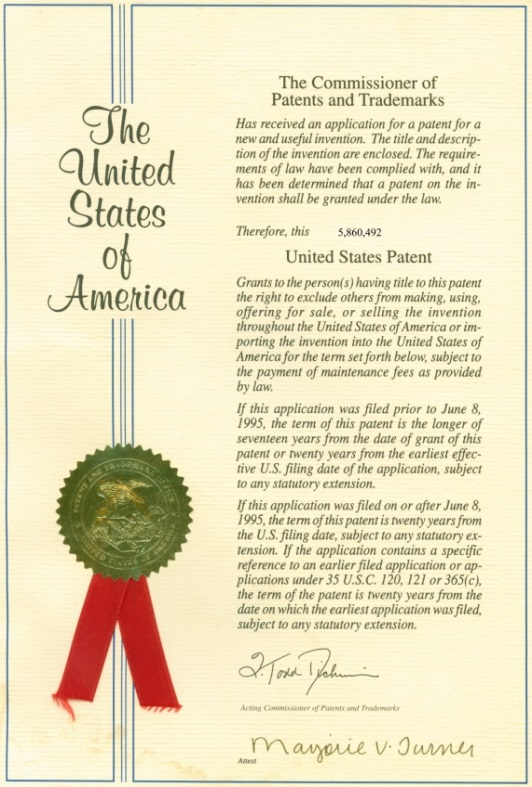 The
United
States
of
America
The Commissioner of
Patents and Trademarks
Has received an application for a patent for a
new and useful invention. The title and descrip-
tion of the invention are enclosed. The require-
ments of law have been complied with, and it
has been determined that a patent on the in-
vention shall be granted under the law.
Therefore, this 5,860,492
United States Patent
Grants to the person(s) having title to this patent
the right to exclude others from making, using,
offering for sale, or selling the invention
throughout the United States of America or im-
porting the invention into the United States of
America for the term set forth below, subject to
the payment of maintenance fees as provided
by law.
If this application was filed prior to June 8,
1995, the term of this patent is the longer of
seventeen years from the date of grant of this
patent or twenty years from the earliest effec-
tive U.S. filing date of the application, subject
to any statutory extension.
If this application was filed on or after June 8,
1995, the term of this patent is twenty years from
the U.S. filing date, subject to any statutory ex-
tension. If the application contains a specific
reference to an earlier filed application or ap-
plications under 35 U.S.C. 120, 121 or 365(c),
the term of the patent is twenty years from the
date on which the earliest application was filed,
subject to any statutory extension.
Todd
Acting Commissioner of Patents and Trademarks
Marjorie V. Turner
Attest